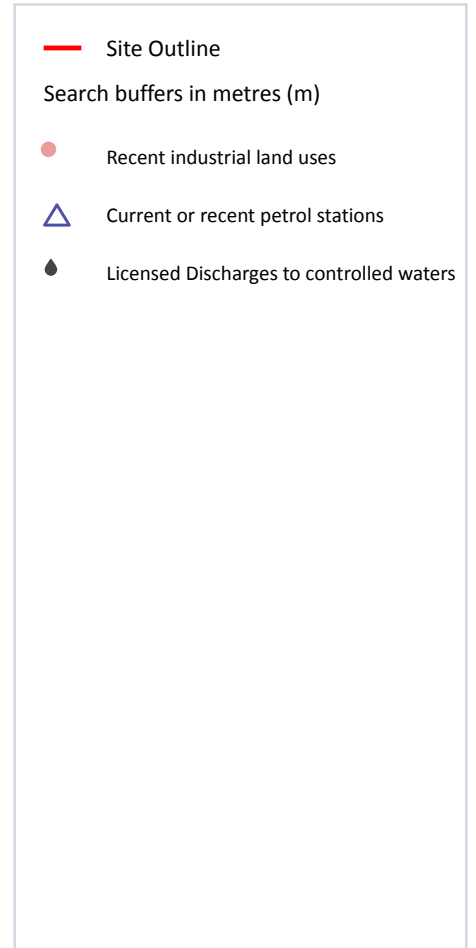 Site Outline
Search buffers in metres (m)
Recent industrial land uses
Current or recent petrol stations
Licensed Discharges to controlled waters